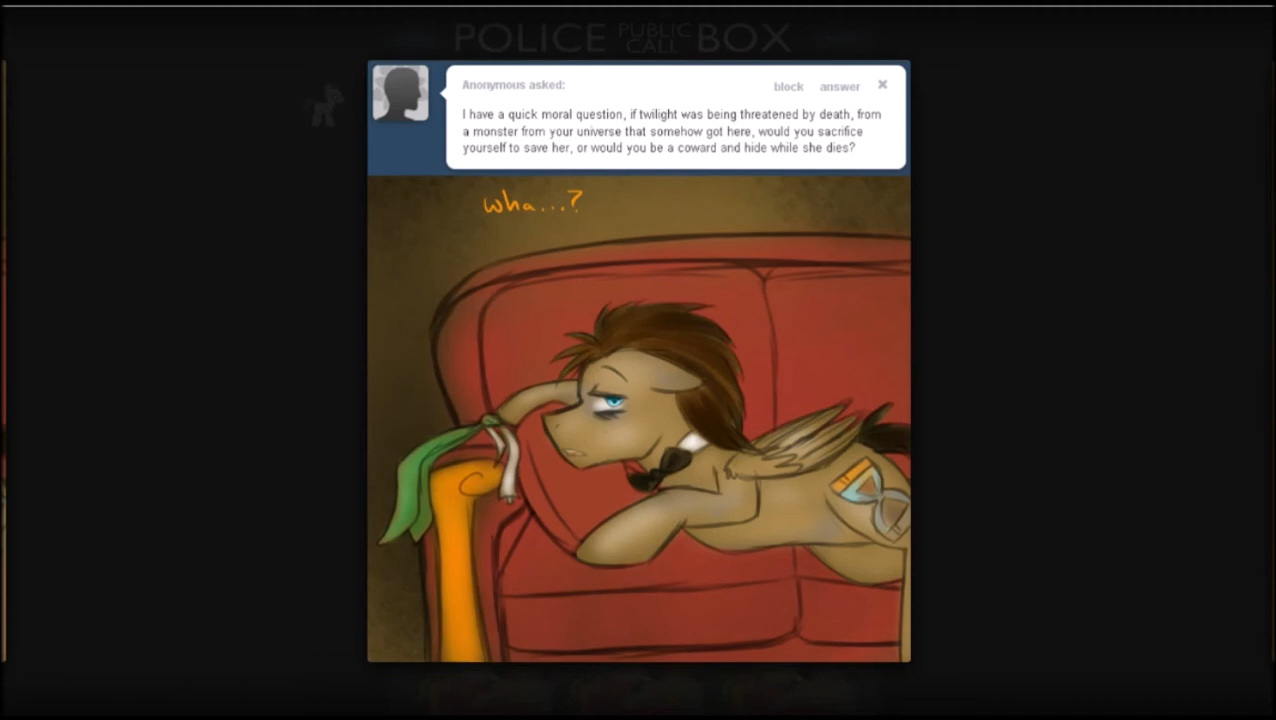 POLICE PUBLIC CALL BOX
Anonymous asked:
block answer ×
I have a quick moral question, if twilight was being threatened by death, from
a monster from your universe that somehow got here, would you sacrifice
yourself to save her, or would you be a coward and hide while she dies?
wha...?